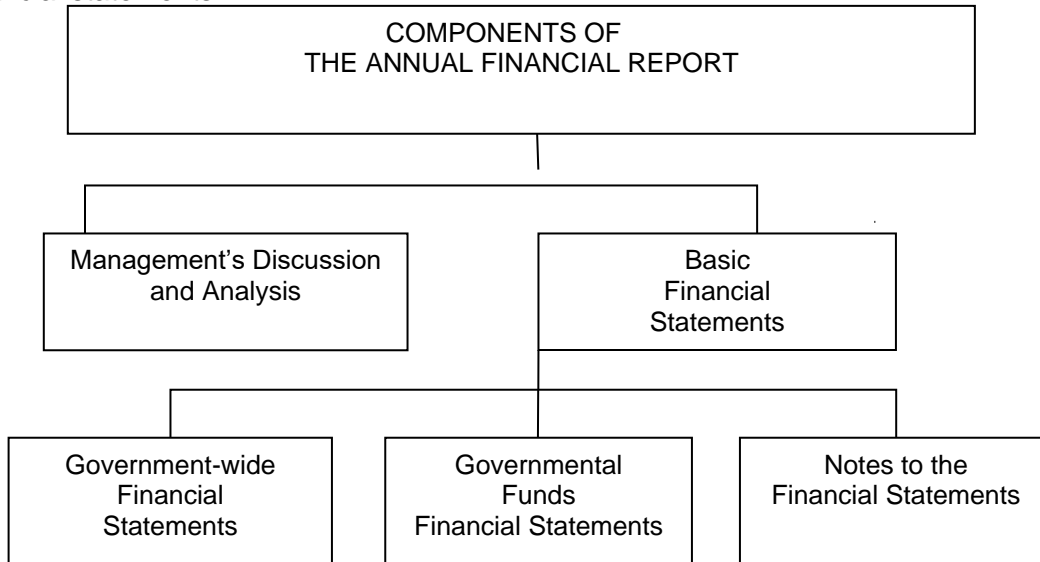 COMPONENTS OF
THE ANNUAL FINANCIAL REPORT
Management’s Discussion
and Analysis
Basic
Financial
Statements
Government-wide
Financial
Statements
Governmental
Funds
Financial Statements
Notes to the
Financial Statements